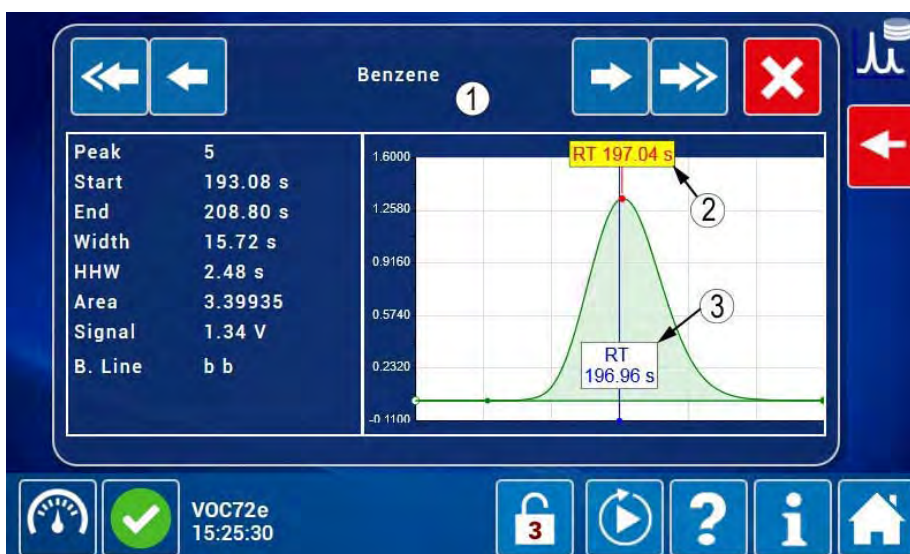 Benzene
1
Peak 5
Start 193.08 s
End 208.80 s
Width 15.72 s
HHW 2.48 s
Area 3.39935
Signal 1.34 V
B. Line b b
1.6000
1.2580
0.9160
0.5740
0.2320
-0.1100
RT 197.04 s
2
3
RT
196.96 s
VOC72e
15:25:30
3
?
i